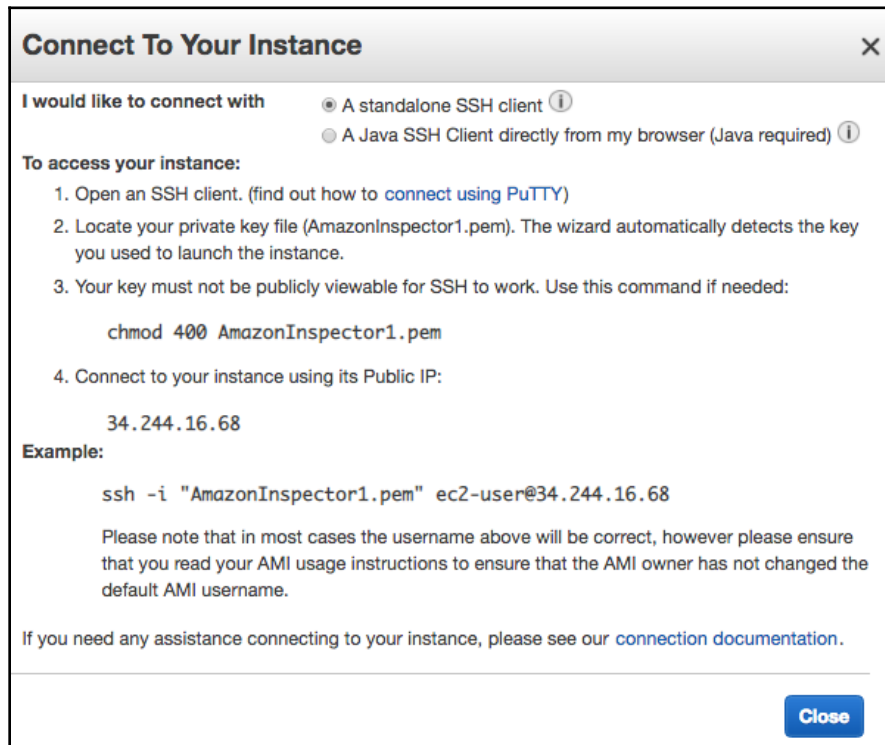 Connect To Your Instance
I would like to connect with
A standalone SSH client
A Java SSH Client directly from my browser (Java required)
To access your instance:
1. Open an SSH client. (find out how to connect using PuTTY)
2. Locate your private key file (AmazonInspector1.pem). The wizard automatically detects the key
you used to launch the instance.
3. Your key must not be publicly viewable for SSH to work. Use this command if needed:
chmod 400 AmazonInspector1.pem
4. Connect to your instance using its Public IP:
34.244.16.68
Example:
ssh -i "AmazonInspector1.pem" ec2-user@34.244.16.68
Please note that in most cases the username above will be correct, however please ensure
that you read your AMI usage instructions to ensure that the AMI owner has not changed the
default AMI username.
If you need any assistance connecting to your instance, please see our connection documentation.
Close